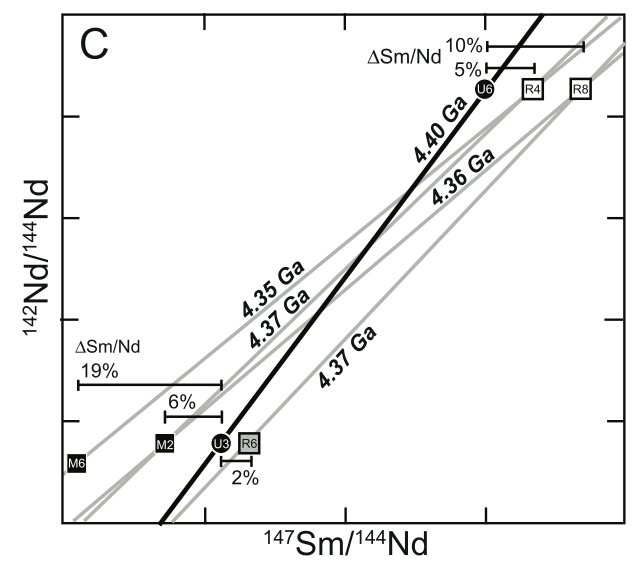 C
10%
ΔSm/Nd
5%
U6
R4
R8
4.40 Ga
4.36 Ga
4.35 Ga
4.37 Ga
4.37 Ga
ΔSm/Nd
19%
6%
M6
M2
U3
R6
2%
¹⁴²Nd/¹⁴⁴Nd
¹⁴⁷Sm/¹⁴⁴Nd